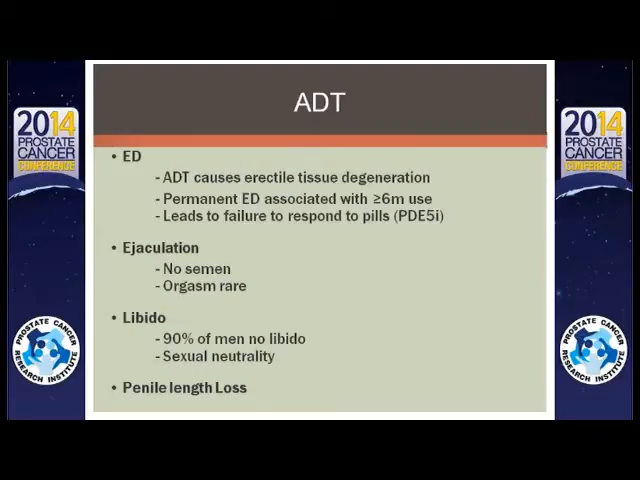 ADT
2014
PROSTATE
CANCER
CONFERENCE
2014
PROSTATE
CANCER
CONFERENCE
• ED
- ADT causes erectile tissue degeneration
- Permanent ED associated with ≥6m use
- Leads to failure to respond to pills (PDE5i)
• Ejaculation
- No semen
- Orgasm rare
• Libido
- 90% of men no libido
- Sexual neutrality
• Penile length Loss
PROSTATE CANCER
RESEARCH INSTITUTE
PROSTATE CANCER
RESEARCH INSTITUTE